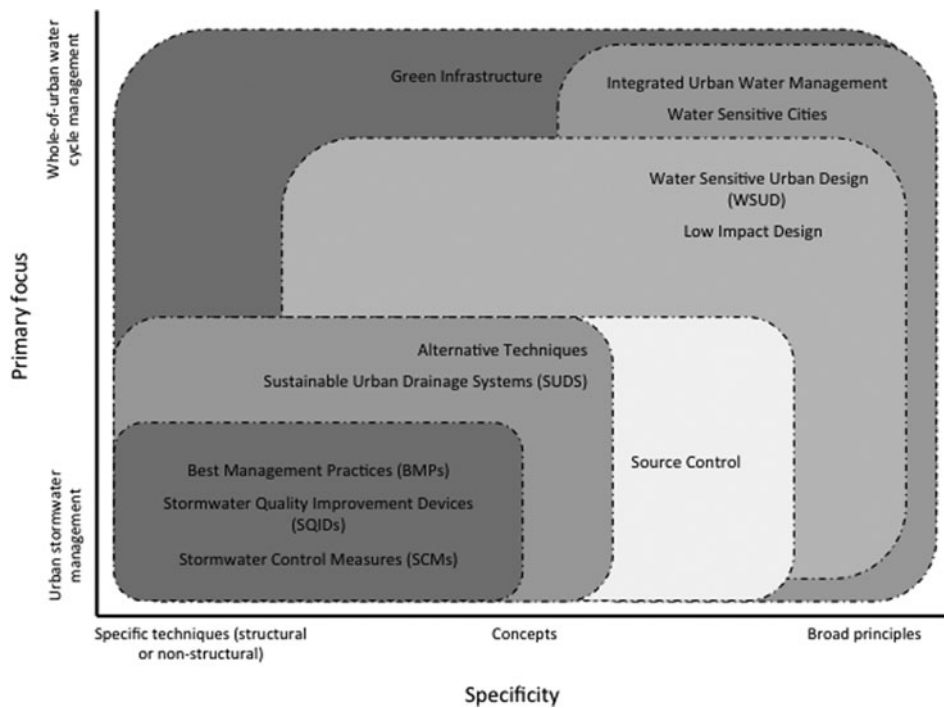 Whole-of-urban water
cycle management
Primary focus
Urban stormwater
management
Green Infrastructure
Integrated Urban Water Management
Water Sensitive Cities
Water Sensitive Urban Design
(WSUD)
Low Impact Design
Alternative Techniques
Sustainable Urban Drainage Systems (SUDS)
Source Control
Best Management Practices (BMPs)
Stormwater Quality Improvement Devices
(SQIDs)
Stormwater Control Measures (SCMs)
Specific techniques (structural
or non-structural)
Concepts
Broad principles
Specificity